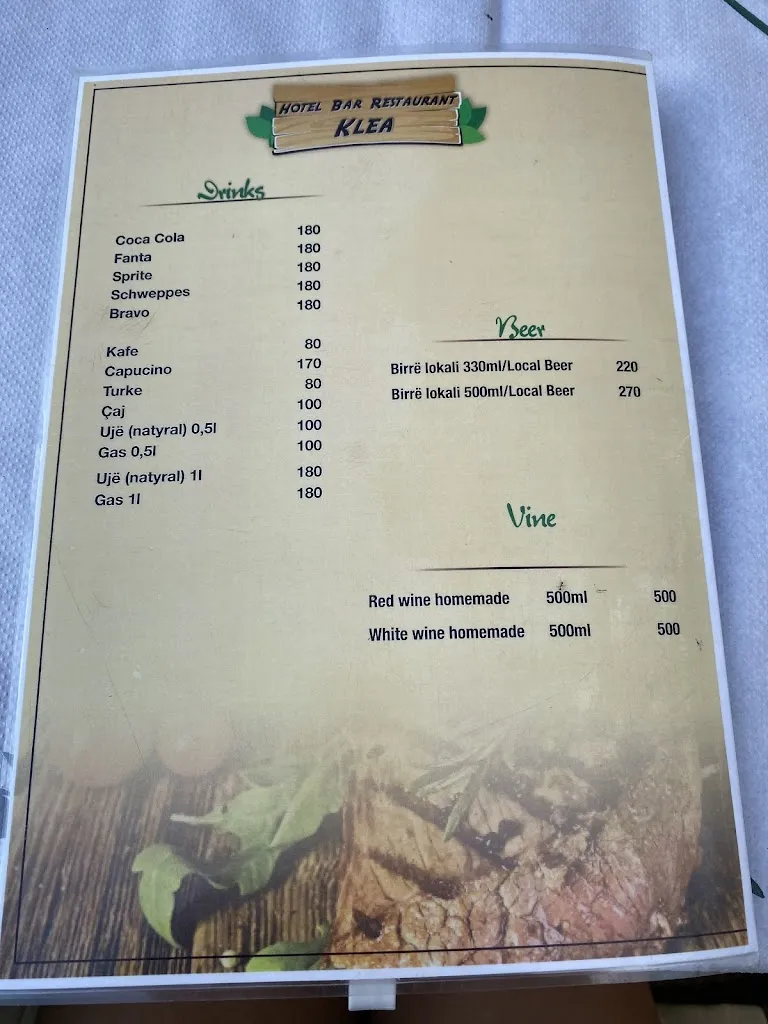 Hotel Bar Restaurant
Klea
Drinks
Coca Cola 180
Fanta 180
Sprite 180
Schweppes 180
Bravo 180
Kafe 80
Capucino 170
Turke 80
Çaj 100
Ujë (natyral) 0,5l 100
Gas 0,5l 100
Ujë (natyral) 1l 180
Gas 1l 180
Beer
Birrë lokali 330ml/Local Beer 220
Birrë lokali 500ml/Local Beer 270
Vine
Red wine homemade 500ml 500
White wine homemade 500ml 500